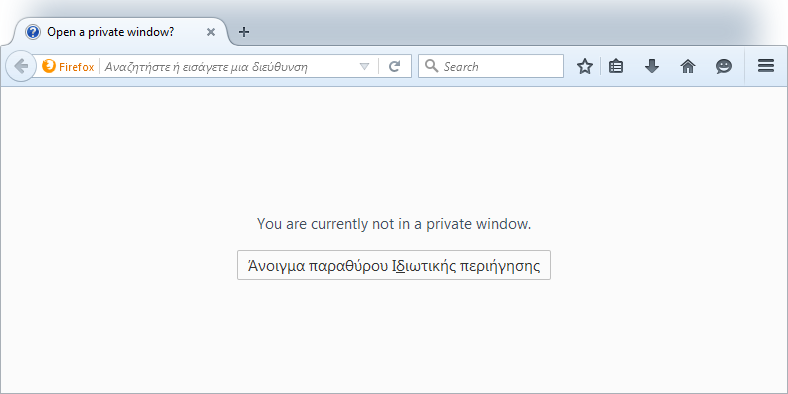 Open a private window?
Firefox Αναζητήστε ή εισάγετε μια διεύθυνση Search
You are currently not in a private window.
Άνοιγμα παραθύρου Ιδιωτικής περιήγησης